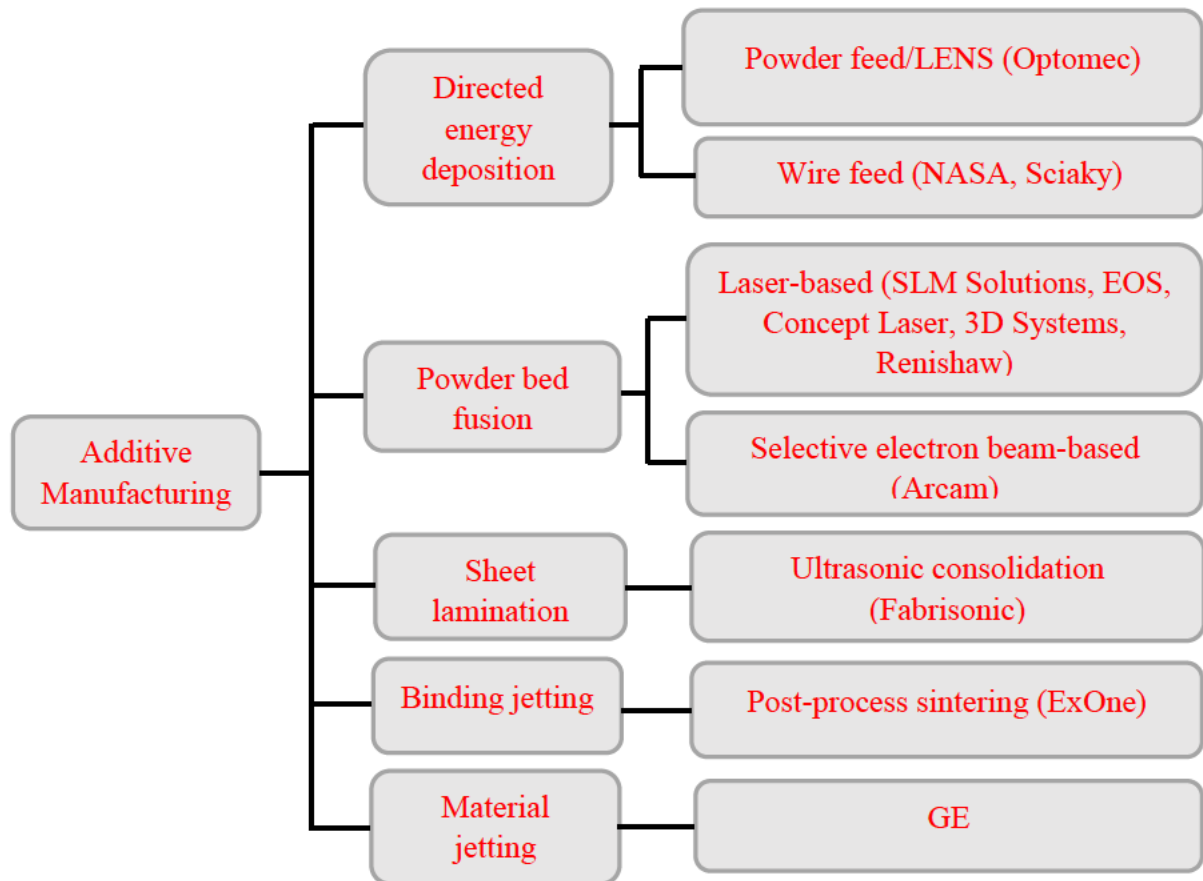 Additive
Manufacturing
Directed
energy
deposition
Powder feed/LENS (Optomec)
Wire feed (NASA, Sciaky)
Powder bed
fusion
Laser-based (SLM Solutions, EOS,
Concept Laser, 3D Systems,
Renishaw)
Selective electron beam-based
(Arcam)
Sheet
lamination
Ultrasonic consolidation
(Fabrisonic)
Binding jetting
Post-process sintering (ExOne)
Material
jetting
GE